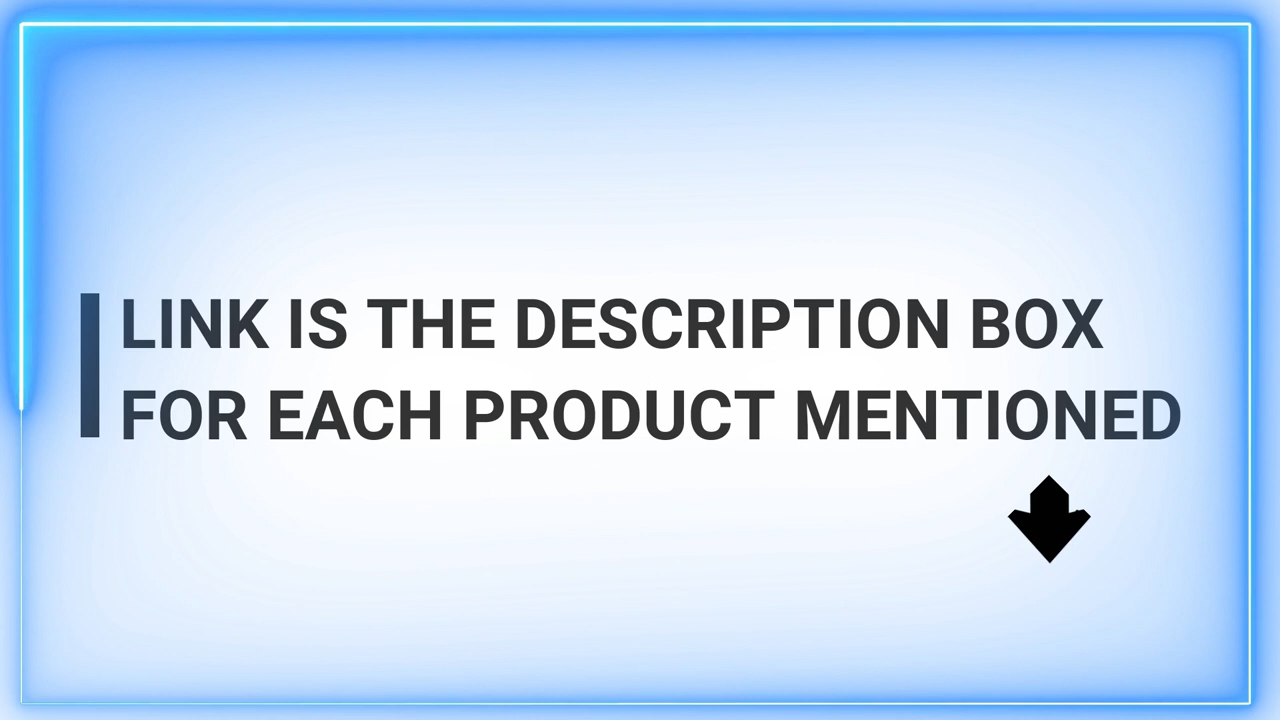 LINK IS THE DESCRIPTION BOX
FOR EACH PRODUCT MENTIONED